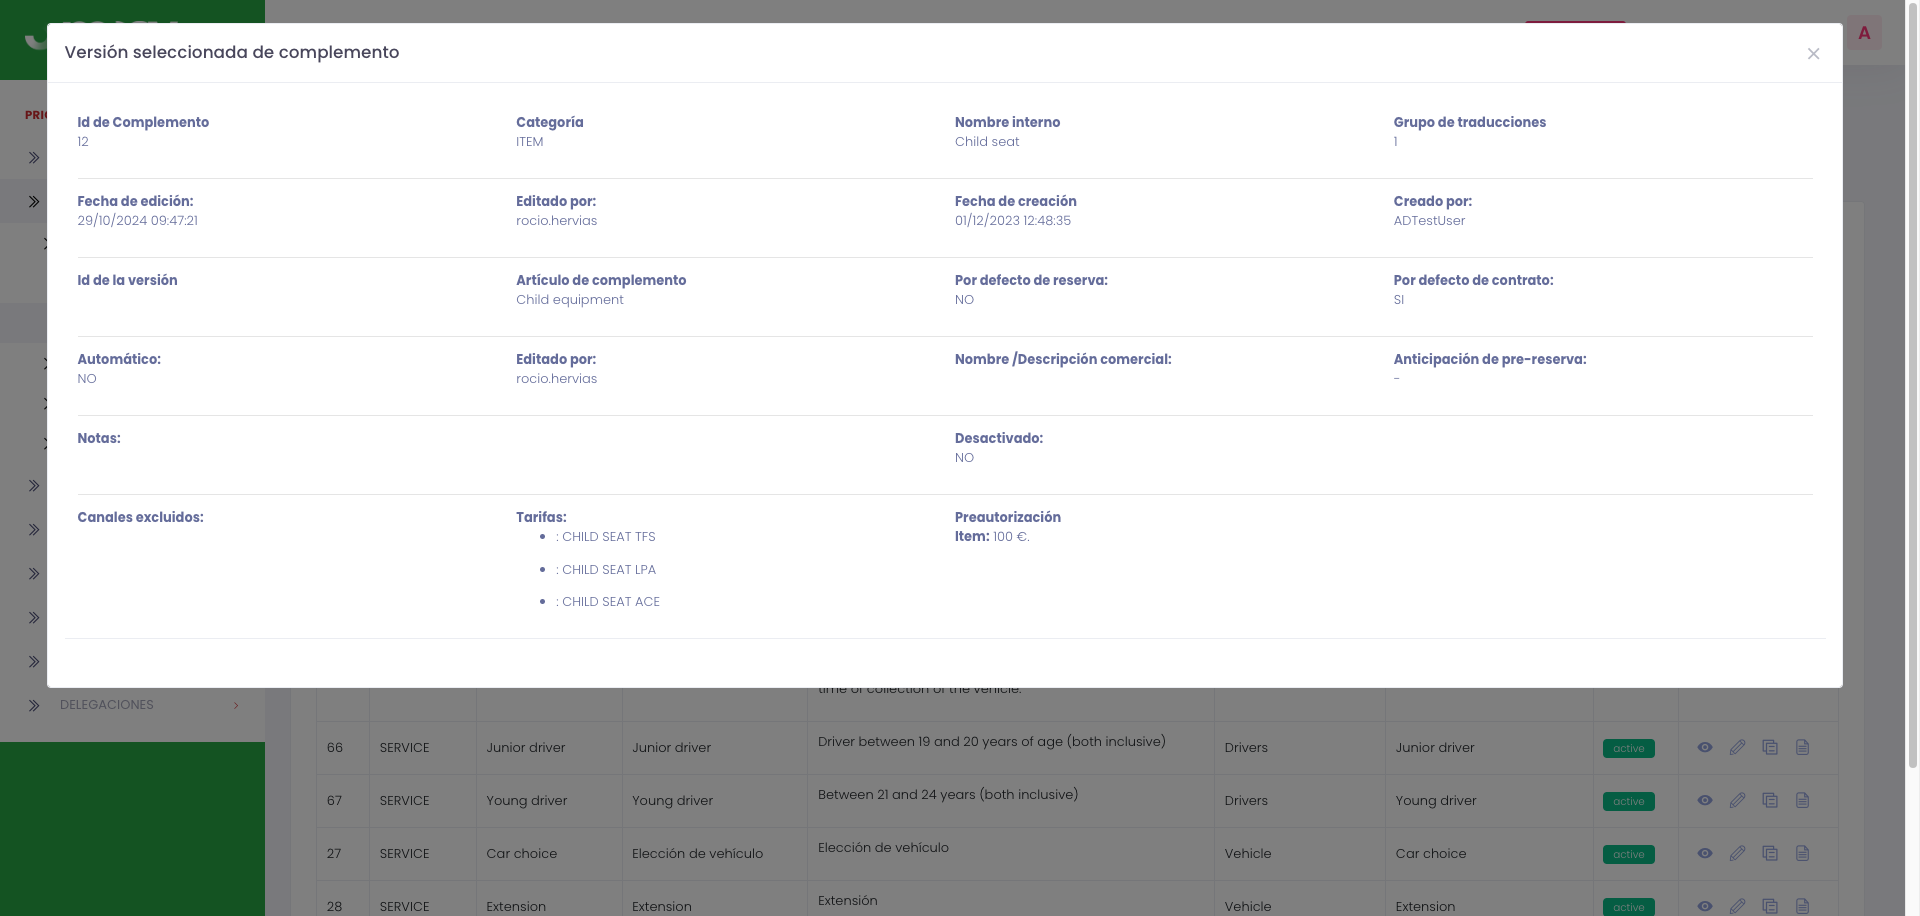 A
Versión seleccionada de complemento
Id de Complemento
12
Categoría
ITEM
Nombre interno
Child seat
Grupo de traducciones
1
Fecha de edición:
29/10/2024 09:47:21
Editado por:
rocio.hervias
Fecha de creación
01/12/2023 12:48:35
Creado por:
ADTestUser
Id de la versión
Artículo de complemento
Child equipment
Por defecto de reserva:
NO
Por defecto de contrato:
SI
Automático:
NO
Editado por:
rocio.hervias
Nombre /Descripción comercial:
Anticipación de pre-reserva:
-
Notas:
Desactivado:
NO
Canales excluidos:
Tarifas:
• : CHILD SEAT TFS
• : CHILD SEAT LPA
• : CHILD SEAT ACE
Preautorización
Item: 100 €.
time of collection of the vehicle.
DELEGACIONES
66 SERVICE Junior driver Junior driver Driver between 19 and 20 years of age (both inclusive) Drivers Junior driver active
67 SERVICE Young driver Young driver Between 21 and 24 years (both inclusive) Drivers Young driver active
27 SERVICE Car choice Elección de vehículo Elección de vehículo Vehicle Car choice active
28 SERVICE Extension Extension Extensión Vehicle Extension active